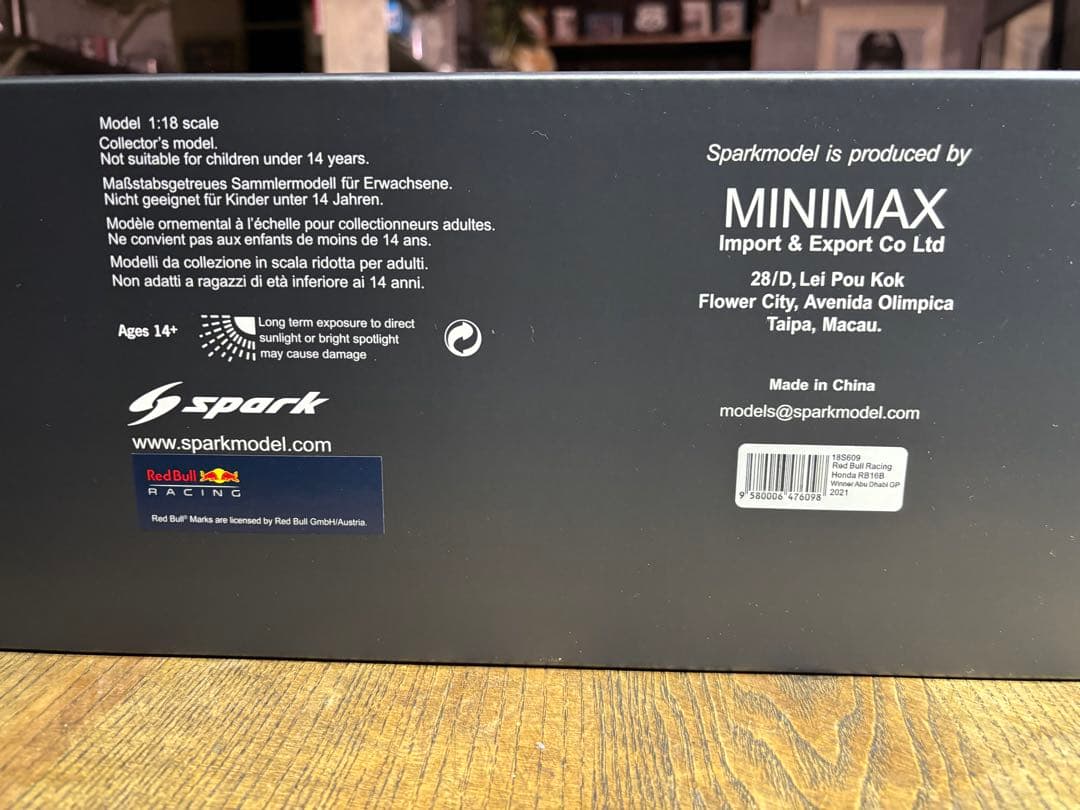 Model 1:18 scale
Collector's model.
Not suitable for children under 14 years.
Maßstabsgetreues Sammlermodell für Erwachsene.
Nicht geeignet für Kinder unter 14 Jahren.
Modèle ornemental à l'échelle pour collectionneurs adultes.
Ne convient pas aux enfants de moins de 14 ans.
Modelli da collezione in scala ridotta per adulti.
Non adatti a ragazzi di età inferiore ai 14 anni.
Ages 14+
Long term exposure to direct
sunlight or bright spotlight
may cause damage
spark
www.sparkmodel.com
Red Bull
RACING
Red Bull® Marks are licensed by Red Bull GmbH/Austria.
Sparkmodel is produced by
MINIMAX
Import & Export Co Ltd
28/D, Lei Pou Kok
Flower City, Avenida Olimpica
Taipa, Macau.
Made in China
models@sparkmodel.com
18S609
Red Bull Racing
Honda RB16B
Winner Abu Dhabi GP
2021
9 580006 476098